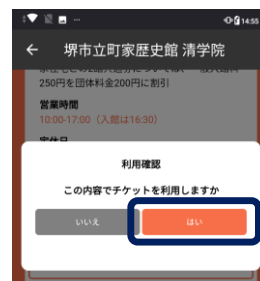 14:55
← 堺市立町家歴史館 清学院
250円を団体料金200円に割引
営業時間
10:00-17:00（入館は16:30）
定休日
利用確認
この内容でチケットを利用しますか
いいえ
はい